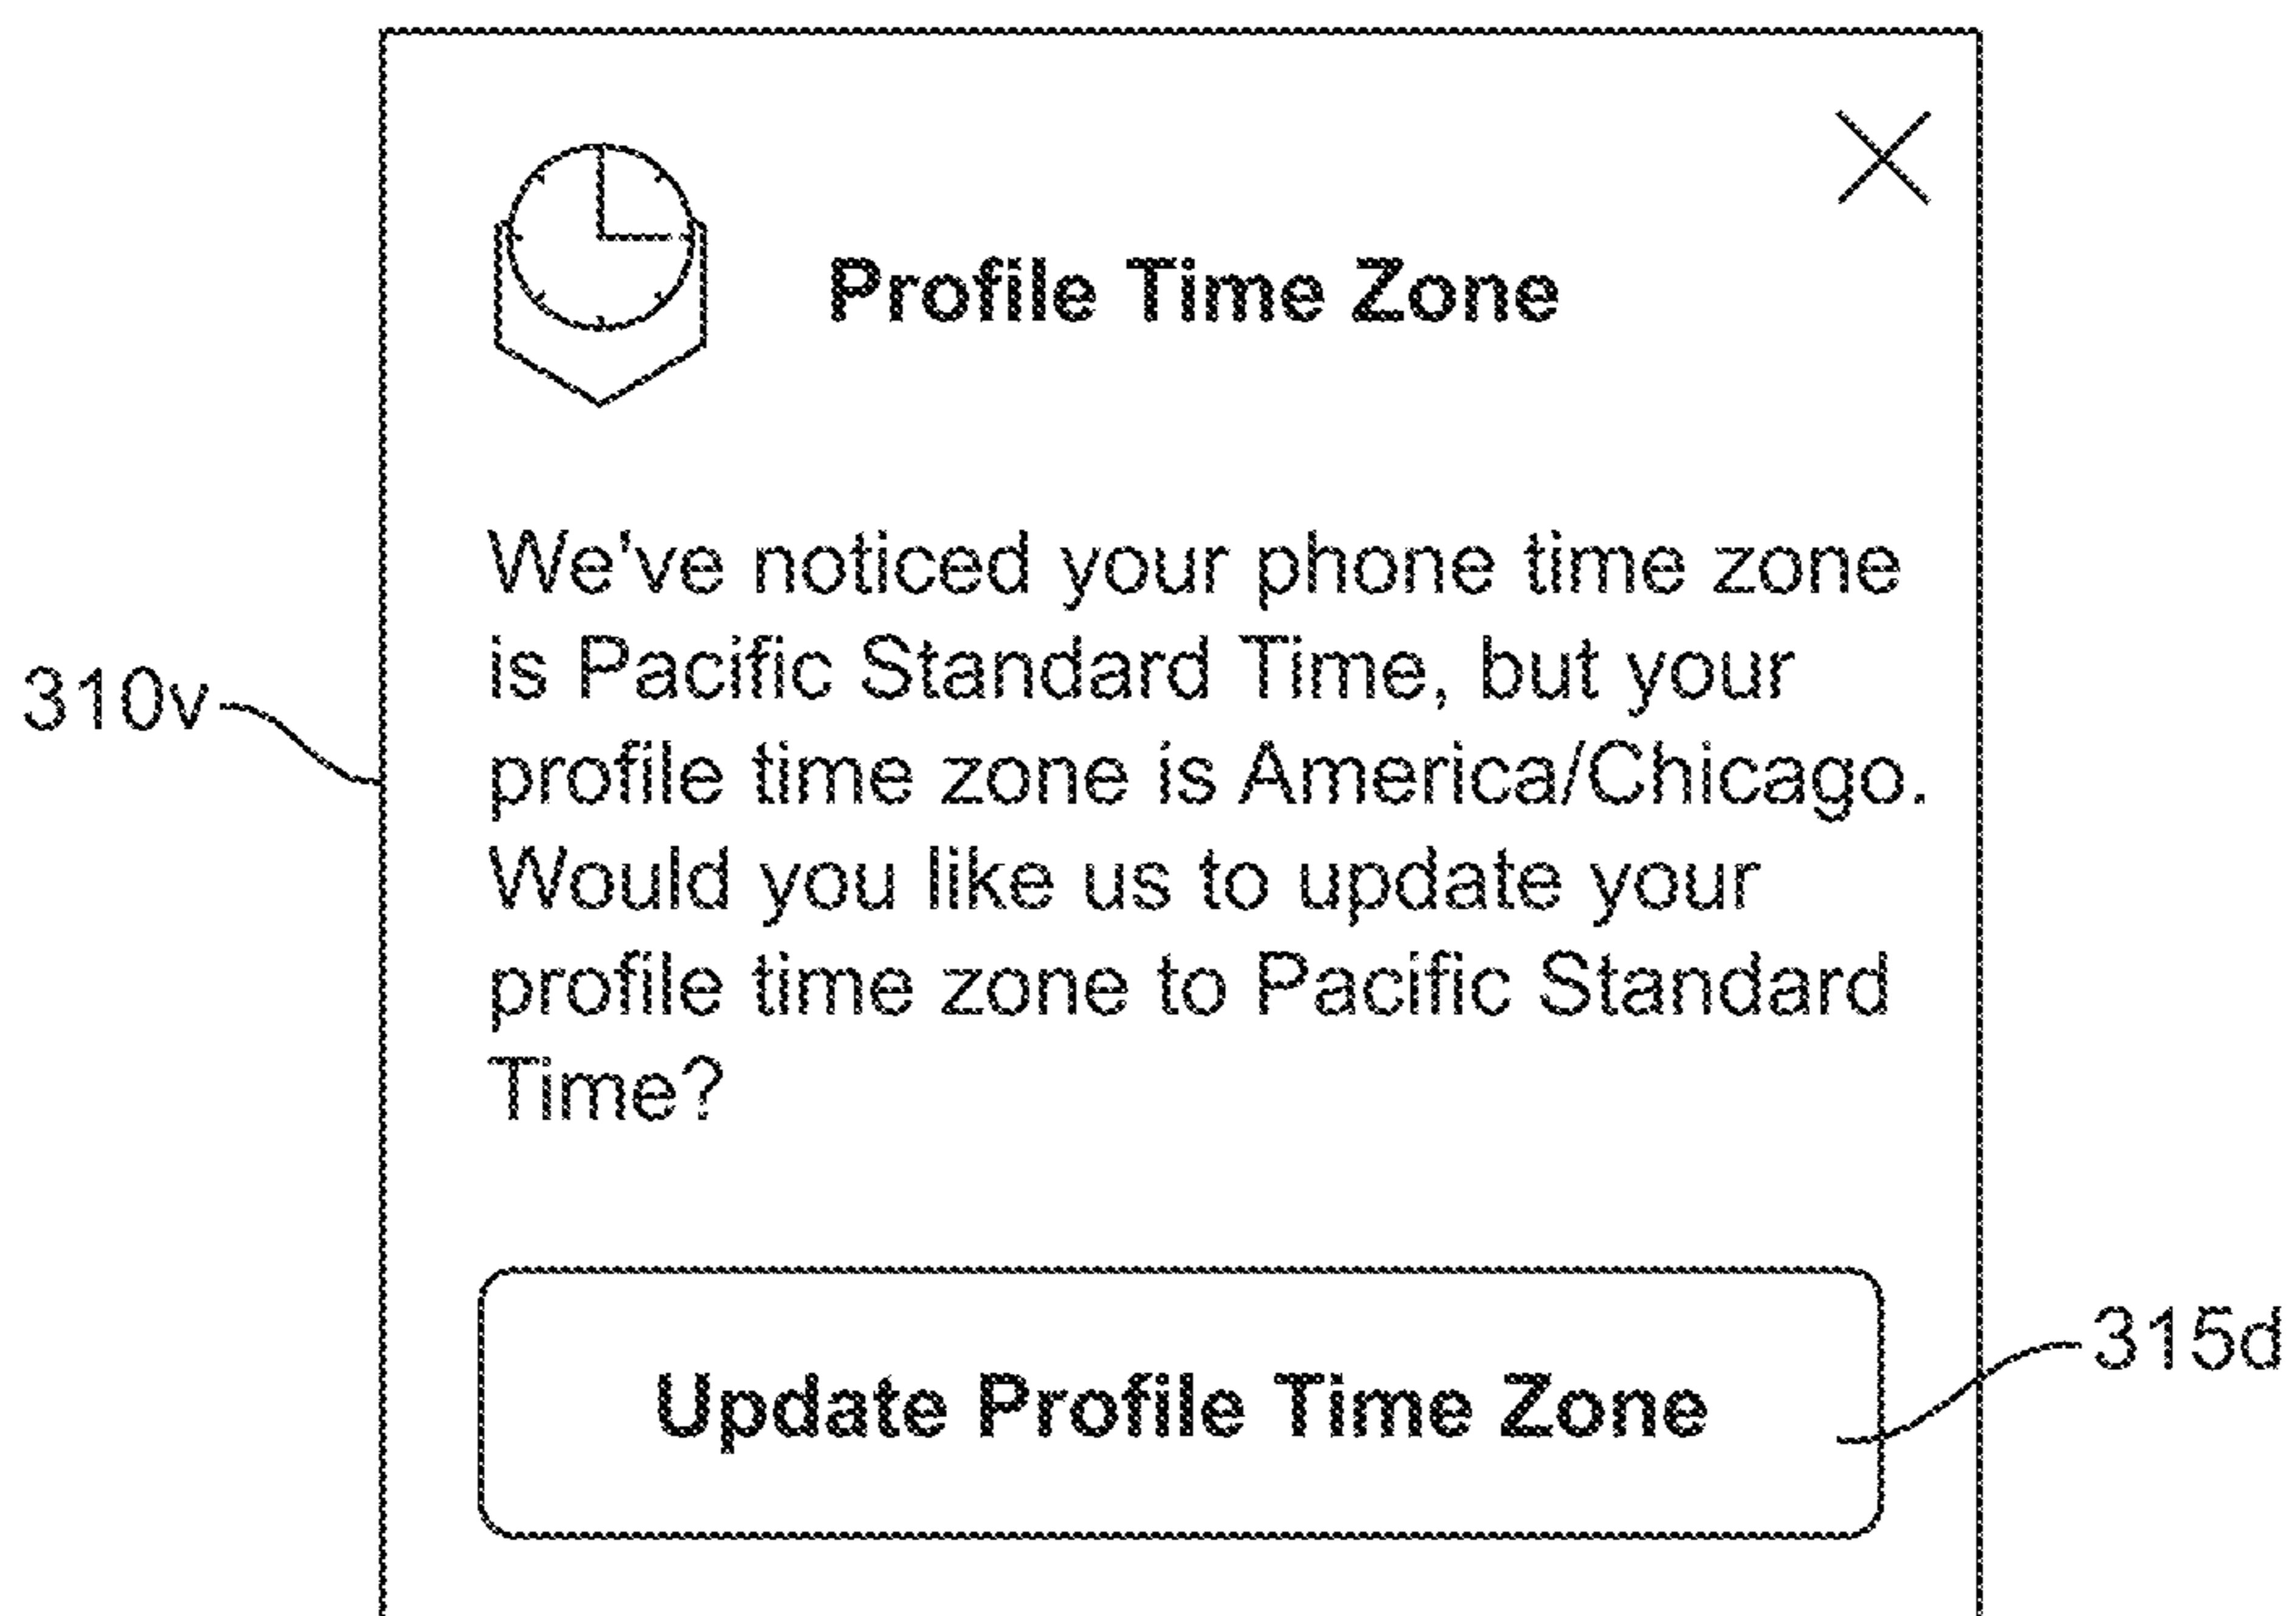 Profile Time Zone
We've noticed your phone time zone
is Pacific Standard Time, but your
310v
profile time zone is America/Chicago.
Would you like us to update your
profile time zone to Pacific Standard
Time?
315d
Update Profile Time Zone